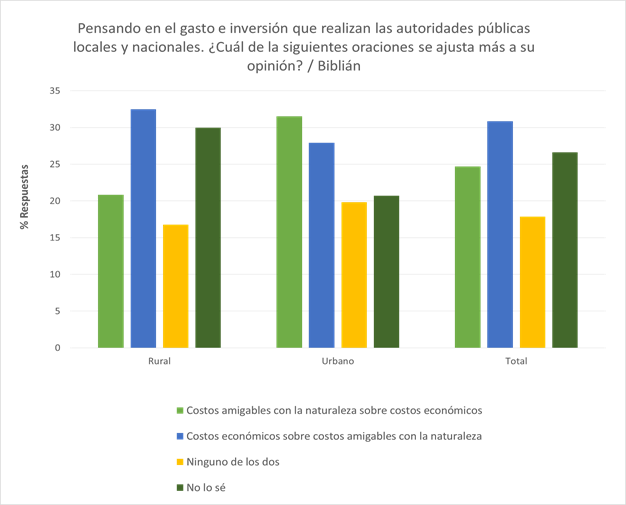 Pensando en el gasto e inversión que realizan las autoridades públicas
locales y nacionales. ¿Cuál de la siguientes oraciones se ajusta más a su
opinión? / Biblián
35
30
25
20
15
10
5
0
% Respuestas
Rural
Urbano
Total
Costos amigables con la naturaleza sobre costos económicos
Costos económicos sobre costos amigables con la naturaleza
Ninguno de los dos
No lo sé